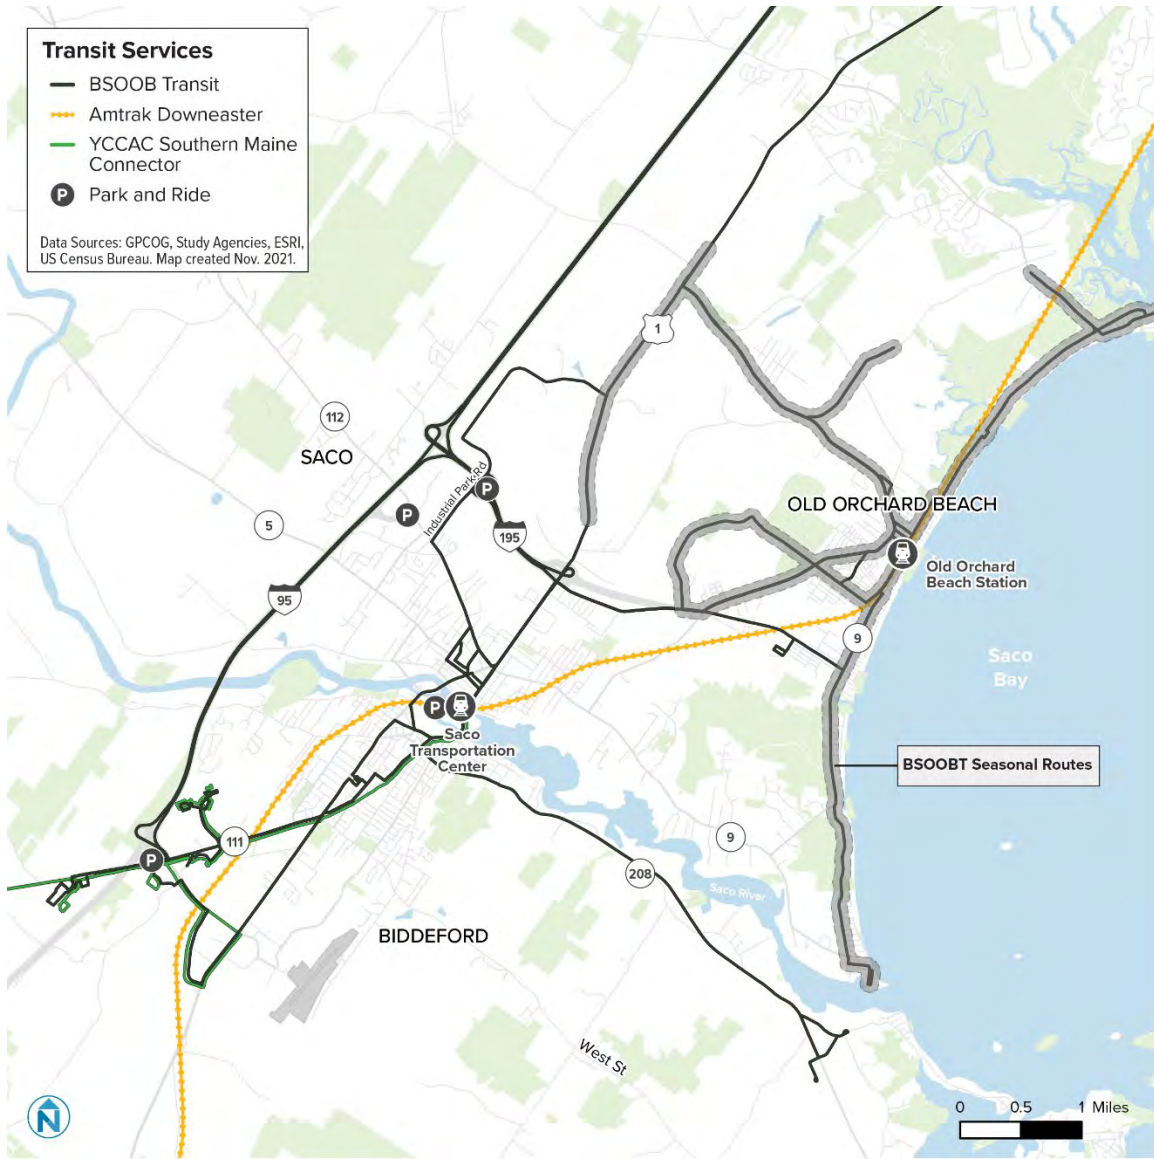 Transit Services
BSOOB Transit
Amtrak Downeaster
YCCAC Southern Maine
Connector
P
Park and Ride
Data Sources: GPCOG, Study Agencies, ESRI,
US Census Bureau. Map created Nov. 2021.
1
112
SACO
Industrial Park Rd
P
P
5
195
OLD ORCHARD BEACH
Old Orchard
Beach Station
95
9
Saco
Bay
P
Saco
Transportation
Center
BSOOBT Seasonal Routes
111
9
P
208
Saco River
BIDDEFORD
West St
N
0 0.5 1 Miles